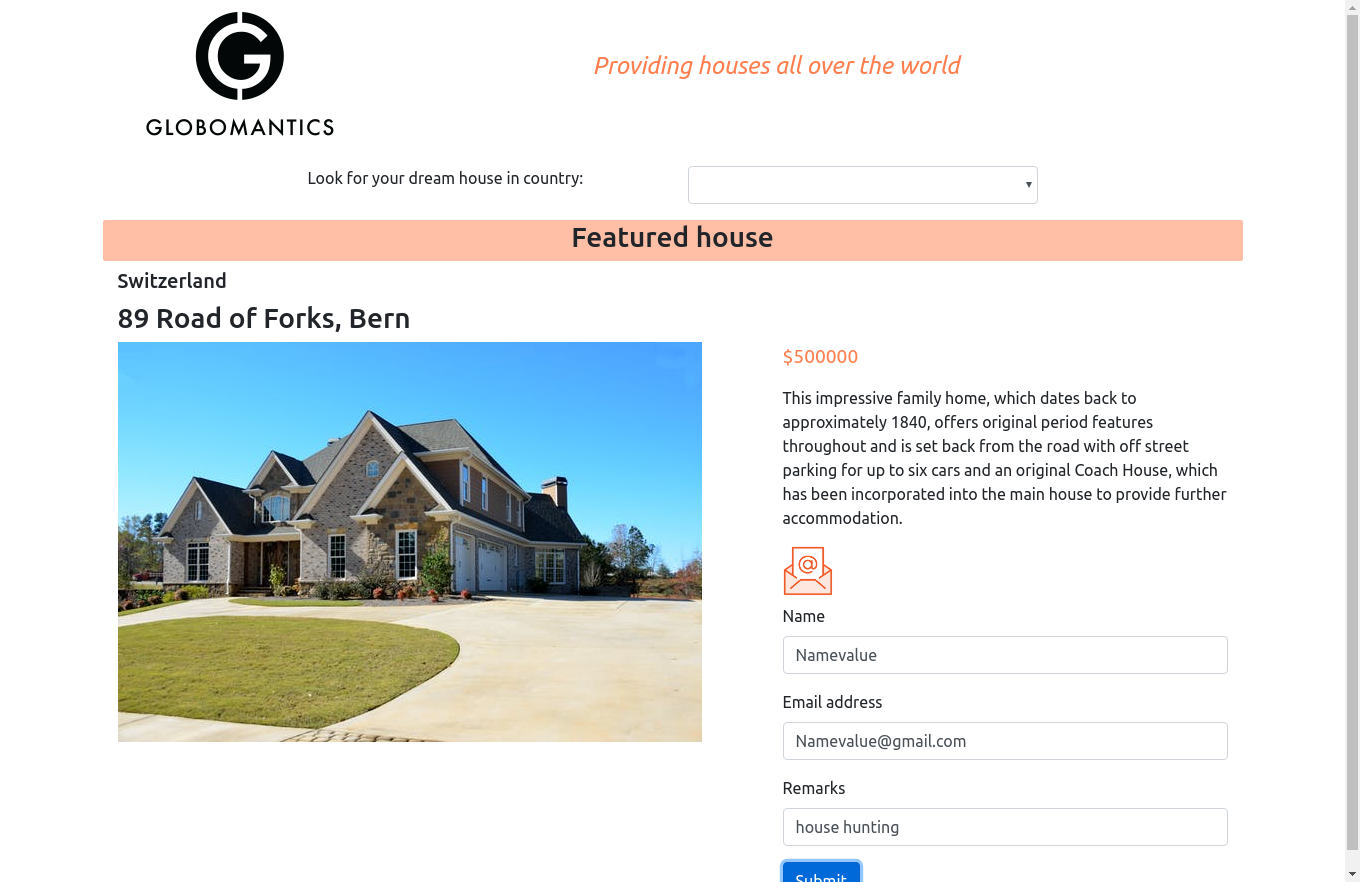 GLOBOMANTICS
Providing houses all over the world
Look for your dream house in country:
Featured house
Switzerland
89 Road of Forks, Bern
$500000
This impressive family home, which dates back to
approximately 1840, offers original period features
throughout and is set back from the road with off street
parking for up to six cars and an original Coach House, which
has been incorporated into the main house to provide further
accommodation.
@
Name
Namevalue
Email address
Namevalue@gmail.com
Remarks
house hunting
Submit